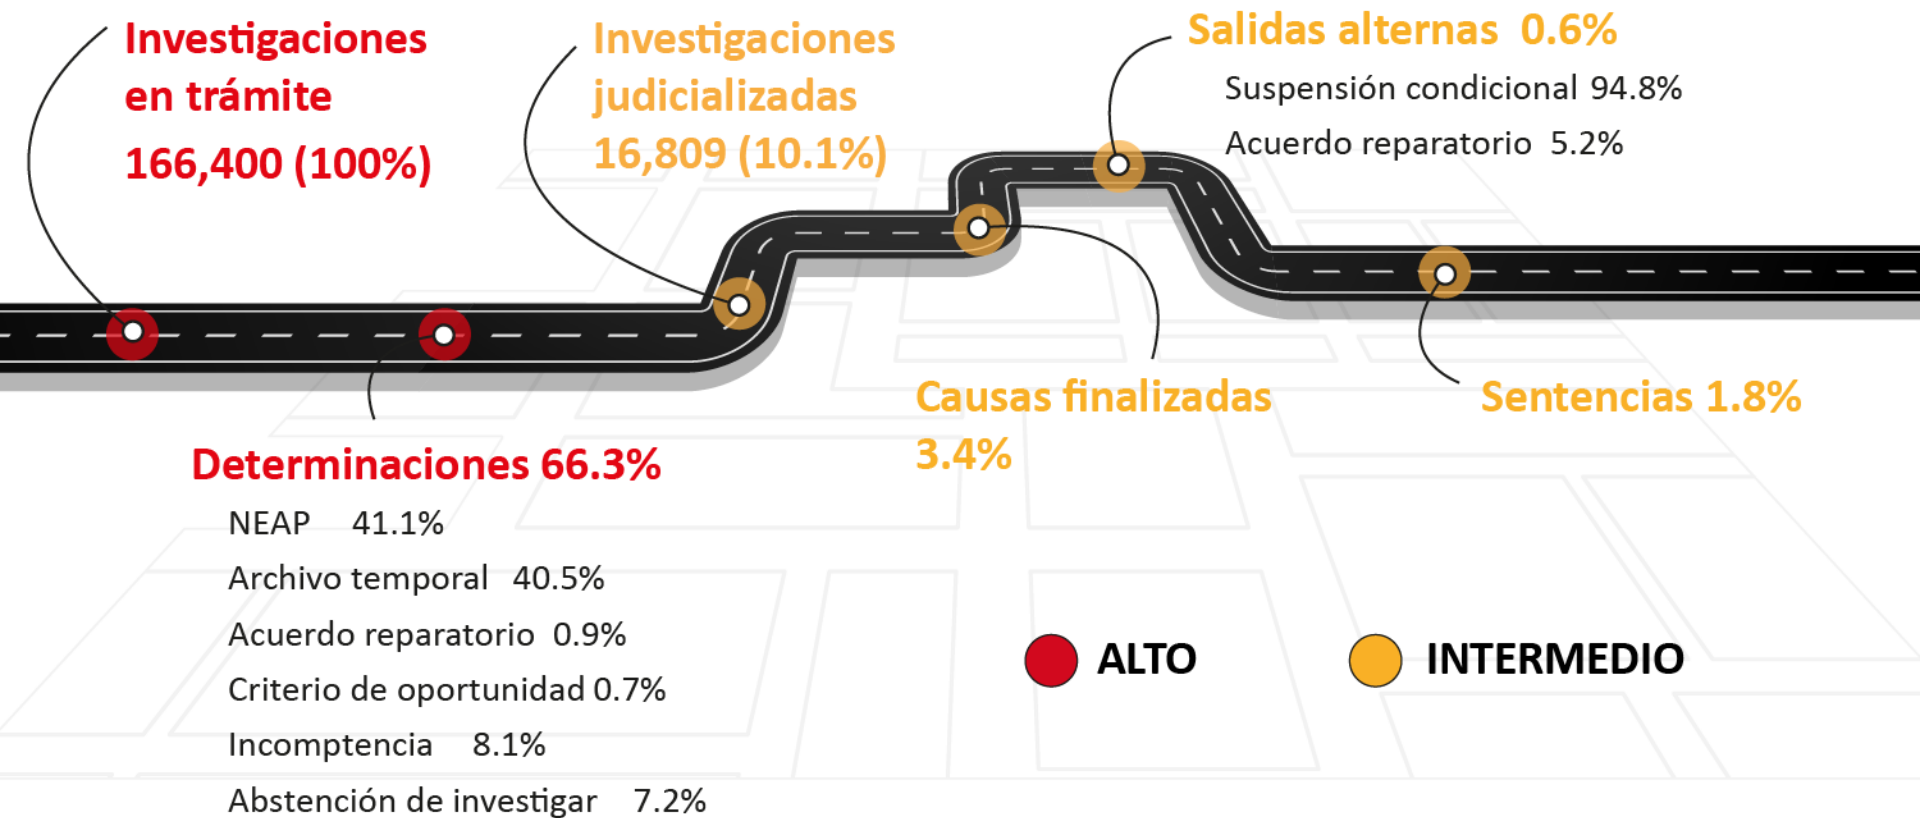 Investigaciones
en trámite
166,400 (100%)
Investigaciones
judicializadas
16,809 (10.1%)
Salidas alternas 0.6%
Suspensión condicional 94.8%
Acuerdo reparatorio 5.2%
Determinaciones 66.3%
NEAP 41.1%
Archivo temporal 40.5%
Acuerdo reparatorio 0.9%
Criterio de oportunidad 0.7%
Incomptencia 8.1%
Abstención de investigar 7.2%
Causas finalizadas
3.4%
Sentencias 1.8%
ALTO
INTERMEDIO